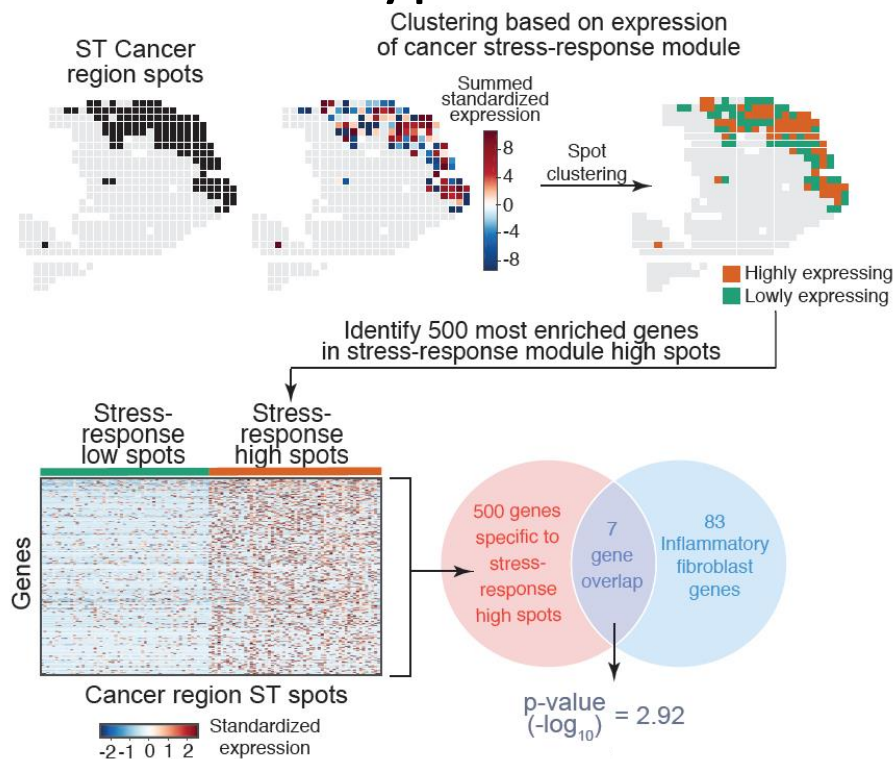 ST Cancer
region spots
Clustering based on expression
of cancer stress-response module
Summed
standardized
expression
8
4
0
-4
-8
Spot
clustering
Highly expressing
Lowly expressing
Identify 500 most enriched genes
in stress-response module high spots
Stress-
response
low spots
Stress-
response
high spots
Genes
Cancer region ST spots
-2 -1 0 1 2
Standardized
expression
500 genes
specific to
stress-
response
high spots
7
gene
overlap
83
Inflammatory
fibroblast
genes
p-value
(-log10) = 2.92